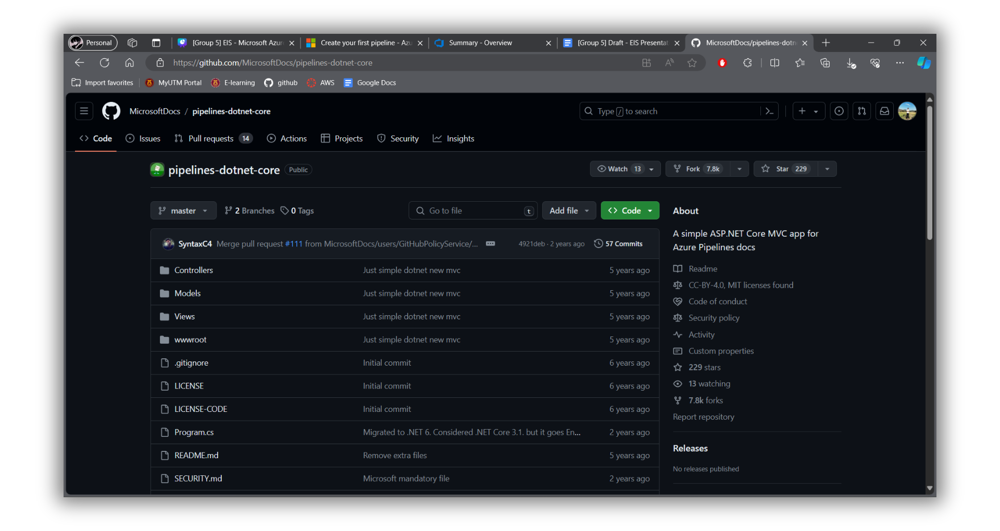 Personal [Group 5] EIS - Microsoft Azur Create your first pipeline - Azu Summary - Overview [Group 5] Draft - EIS Presentat MicrosoftDocs/pipelines-dotn
https://github.com/MicrosoftDocs/pipelines-dotnet-core
Import favorites MyUTM Portal E-learning github AWS Google Docs
MicrosoftDocs / pipelines-dotnet-core Type / to search
Code Issues Pull requests 14 Actions Projects Security Insights
pipelines-dotnet-core Public Watch 13 Fork 7.8k Star 229
master 2 Branches 0 Tags Go to file t Add file Code
SyntaxC4 Merge pull request #111 from MicrosoftDocs/users/GitHubPolicyService/... 4921deb · 2 years ago 57 Commits
Controllers Just simple dotnet new mvc 5 years ago
Models Just simple dotnet new mvc 5 years ago
Views Just simple dotnet new mvc 5 years ago
wwwroot Just simple dotnet new mvc 5 years ago
.gitignore Initial commit 6 years ago
LICENSE Initial commit 6 years ago
LICENSE-CODE Initial commit 6 years ago
Program.cs Migrated to .NET 6. Considered .NET Core 3.1. but it goes En... 2 years ago
README.md Remove extra files 5 years ago
SECURITY.md Microsoft mandatory file 2 years ago
About
A simple ASP.NET Core MVC app for
Azure Pipelines docs
Readme
CC-BY-4.0, MIT licenses found
Code of conduct
Security policy
Activity
Custom properties
229 stars
13 watching
7.8k forks
Report repository
Releases
No releases published